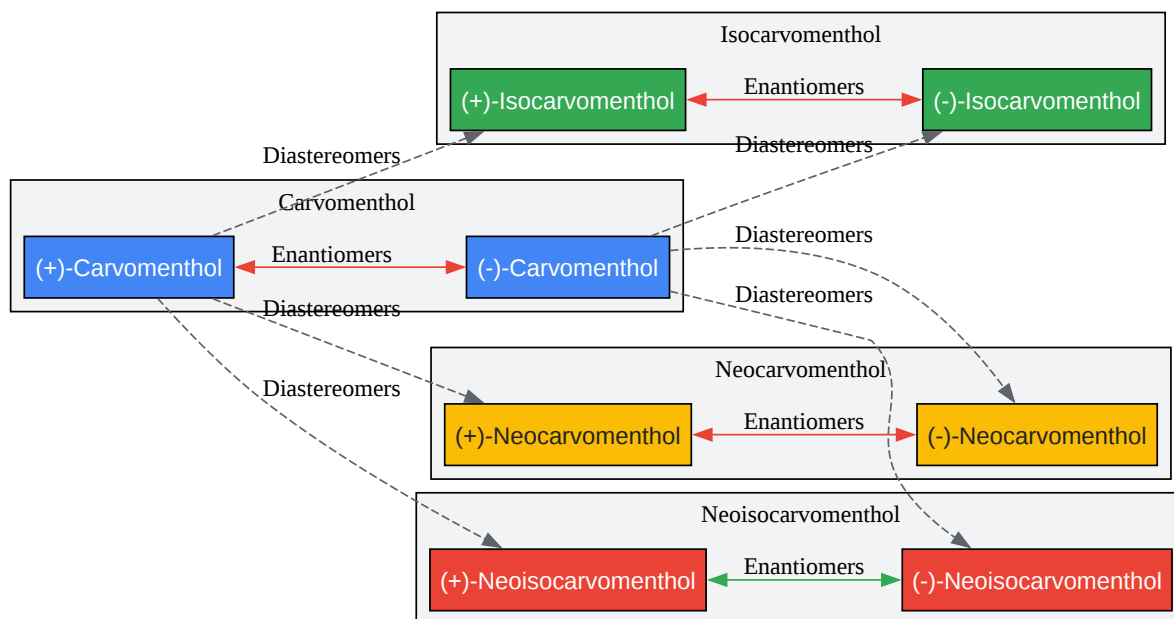 Isocarvomenthol
(+)-Isocarvomenthol
Enantiomers
(-)-Isocarvomenthol
Diastereomers
Diastereomers
Carvomenthol
(+)-Carvomenthol
Enantiomers
(-)-Carvomenthol
Diastereomers
Diastereomers
Diastereomers
Diastereomers
Neocarvomenthol
(+)-Neocarvomenthol
Enantiomers
(-)-Neocarvomenthol
Neoisocarvomenthol
(+)-Neoisocarvomenthol
Enantiomers
(-)-Neoisocarvomenthol